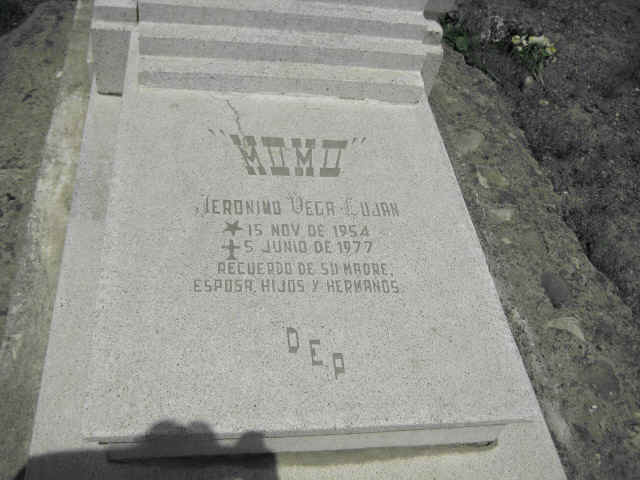 "MOMO"
JERONIMO VEGA LUJAN
15 NOV DE 1954
5 JUNIO DE 1977
RECUERDO DE SU MADRE,
ESPOSA, HIJOS Y HERMANOS.
DEP